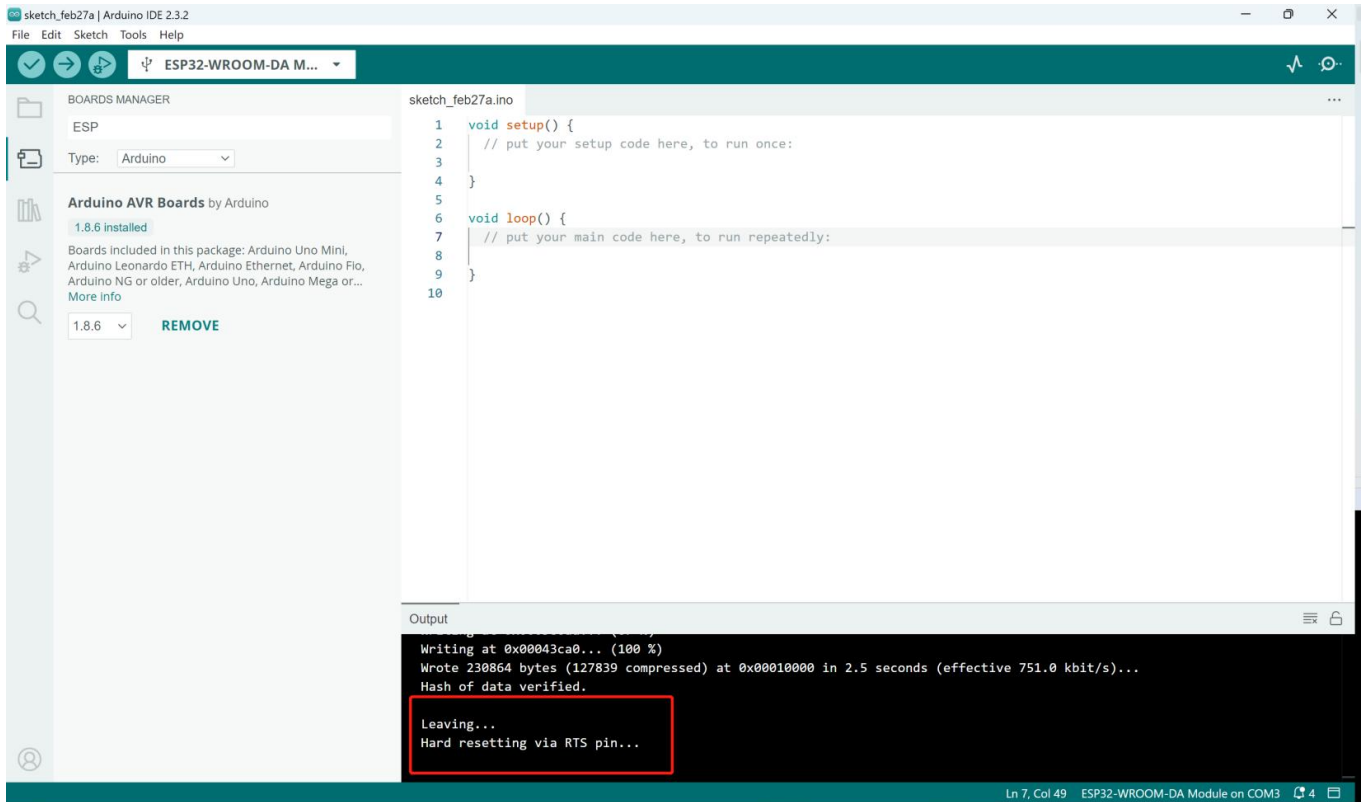 sketch_feb27a | Arduino IDE 2.3.2
File Edit Sketch Tools Help
ESP32-WROOM-DA M...
BOARDS MANAGER
ESP
Type: Arduino
Arduino AVR Boards by Arduino
1.8.6 installed
Boards included in this package: Arduino Uno Mini,
Arduino Leonardo ETH, Arduino Ethernet, Arduino Fio,
Arduino NG or older, Arduino Uno, Arduino Mega or...
More info
1.8.6 REMOVE
sketch_feb27a.ino
...
1 void setup() {
2 // put your setup code here, to run once:
3
4 }
5
6 void loop() {
7 // put your main code here, to run repeatedly:
8
9 }
10
Output
Writing at 0x00043ca0... (100 %)
Wrote 230864 bytes (127839 compressed) at 0x00010000 in 2.5 seconds (effective 751.0 kbit/s)...
Hash of data verified.
Leaving...
Hard resetting via RTS pin...
Ln 7, Col 49 ESP32-WROOM-DA Module on COM3 4